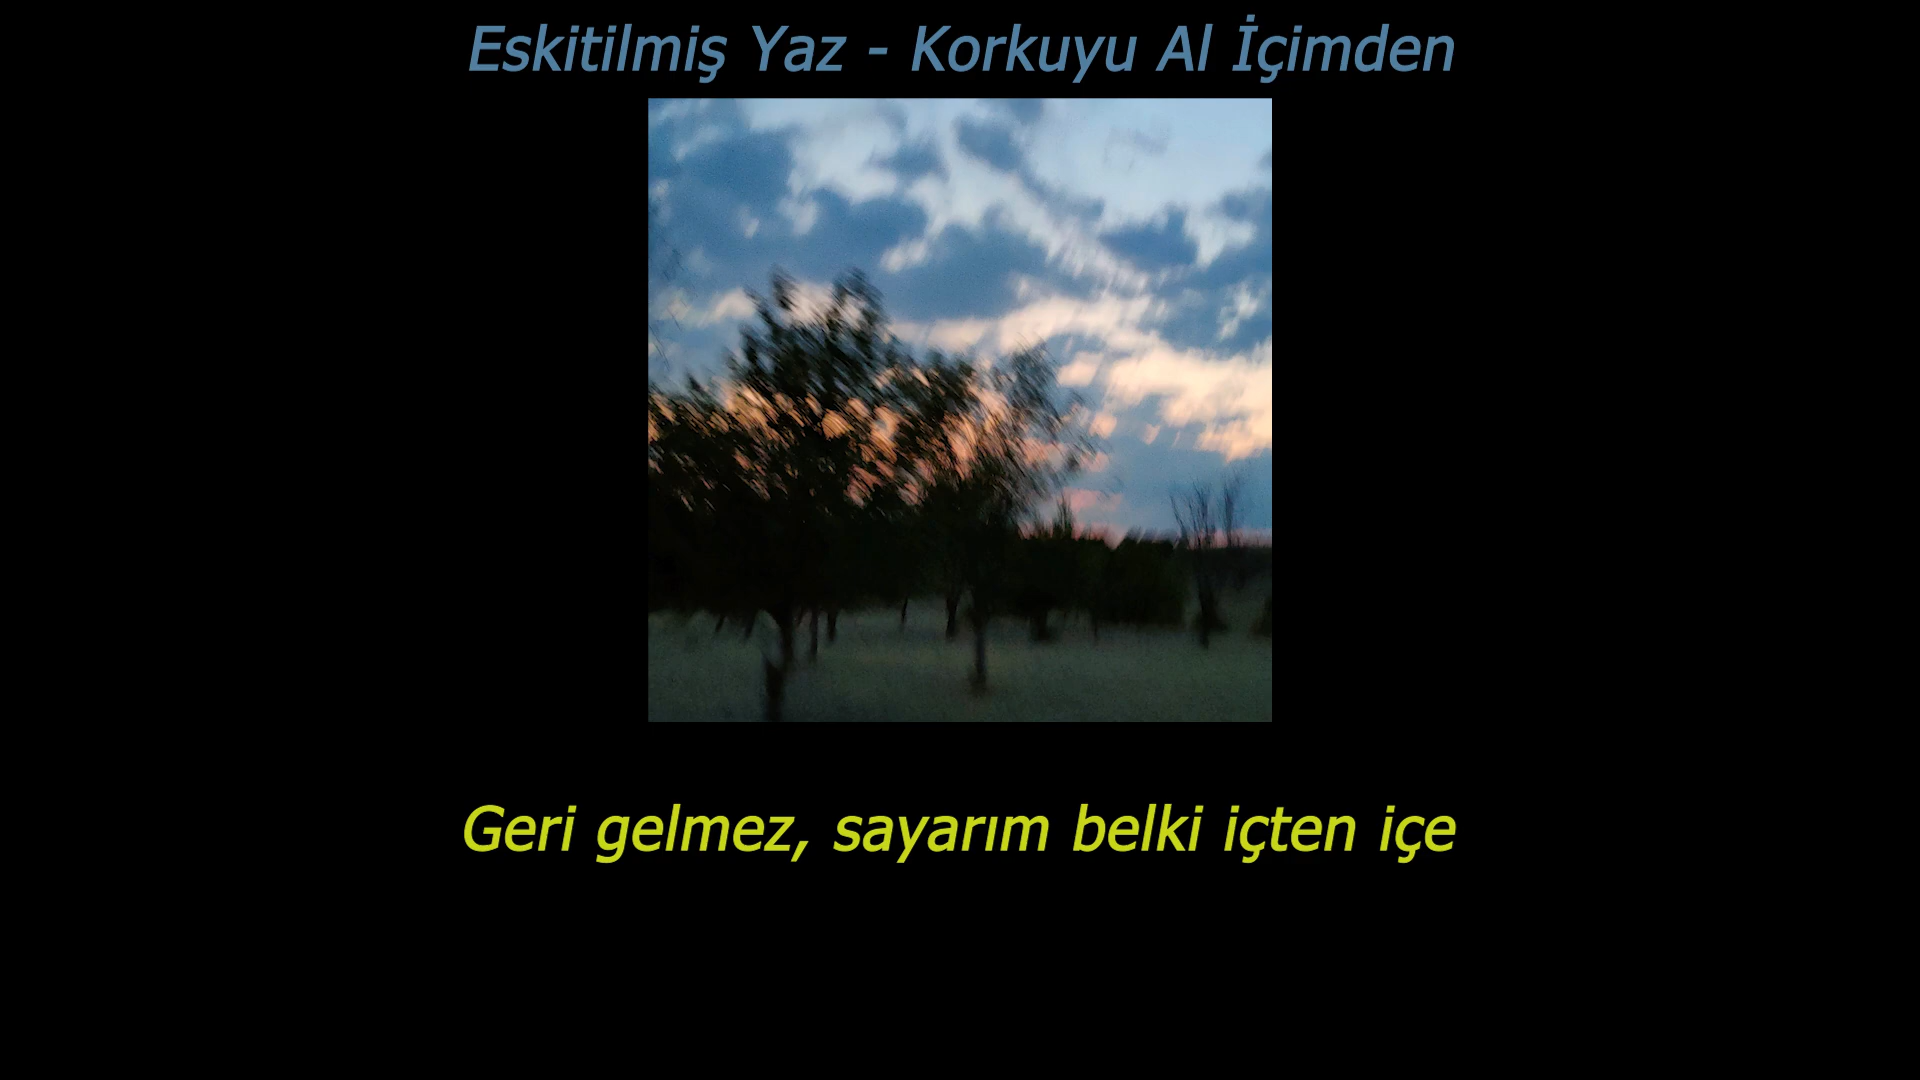 Eskitilmiş Yaz - Korkuyu Al İçimden
Geri gelmez, sayarım belki içten içe